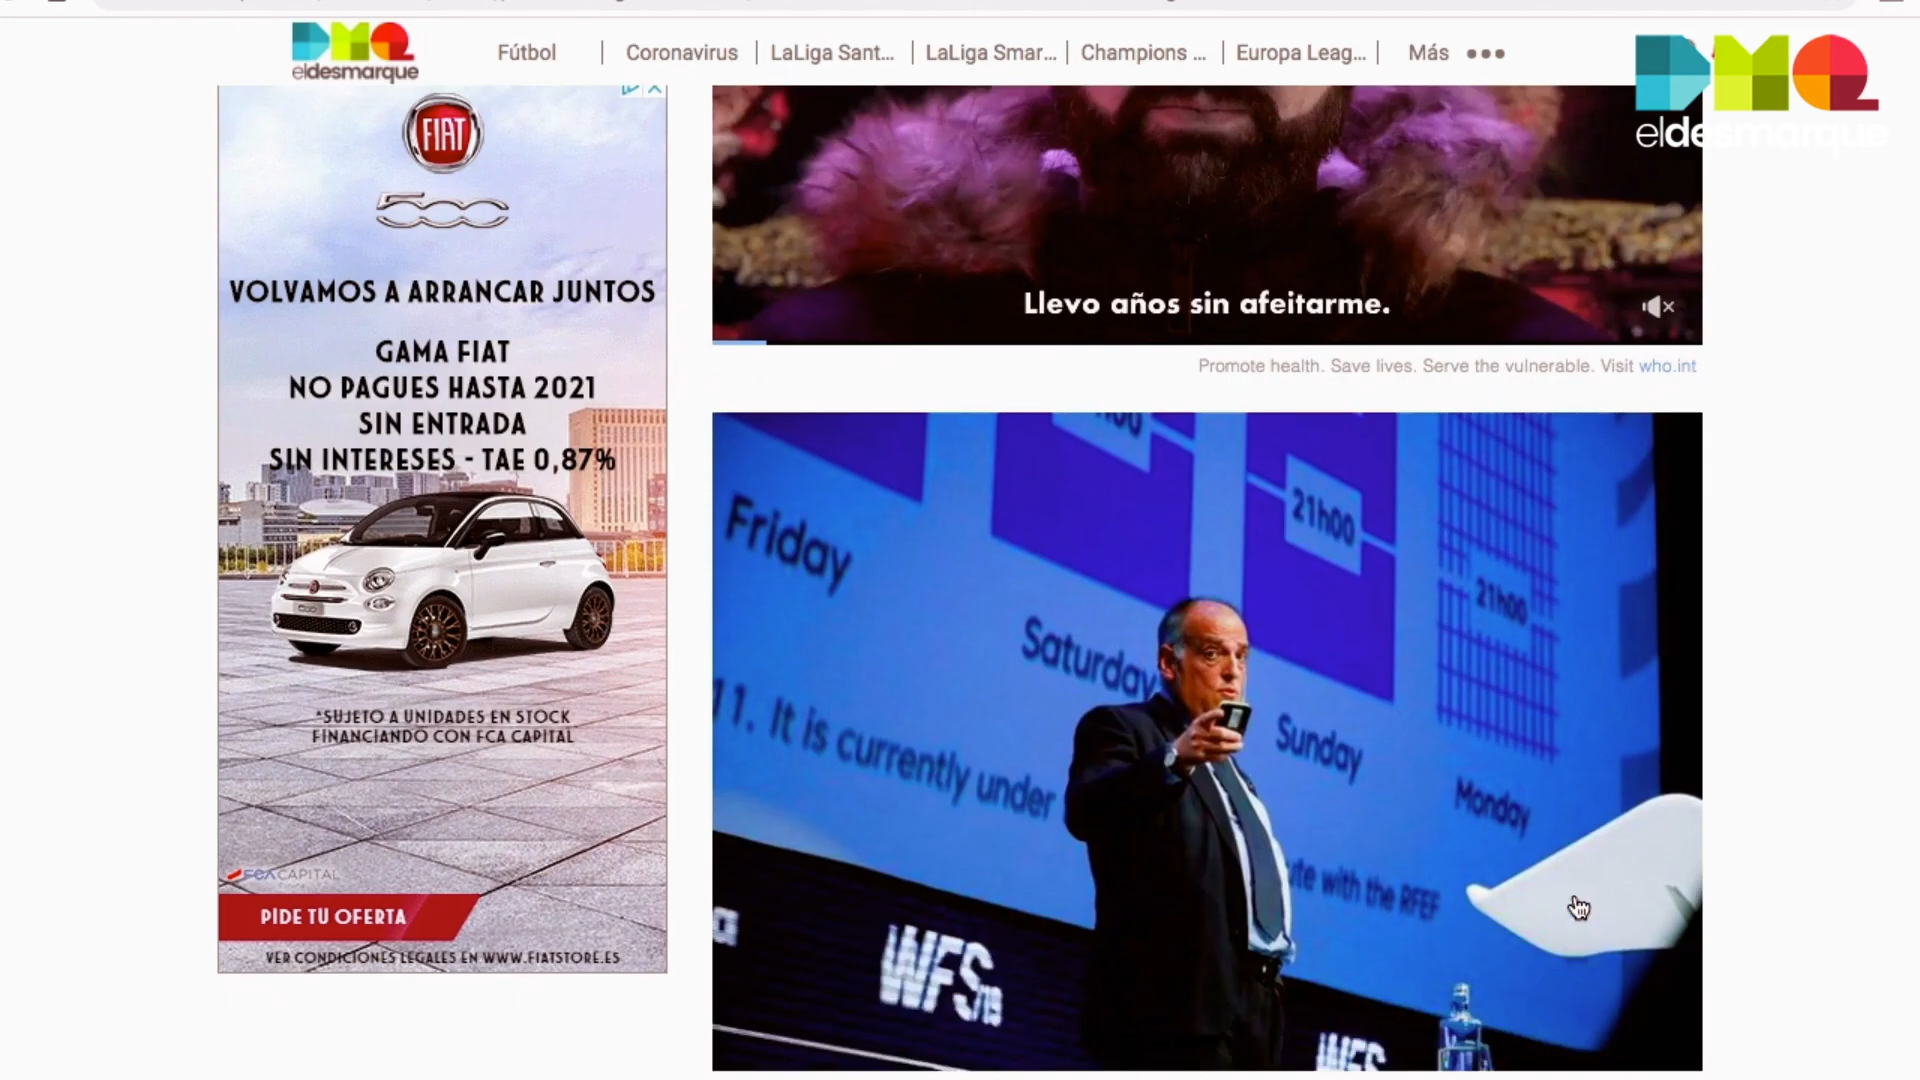 DMQ
eldesmarque
Fútbol
Coronavirus
LaLiga Sant...
LaLiga Smar...
Champions ...
Europa Leag...
Más
DMQ
eldesmarque
FIAT
500
VOLVAMOS A ARRANCAR JUNTOS
GAMA FIAT
NO PAGUES HASTA 2021
SIN ENTRADA
SIN INTERESES - TAE 0,87%
*SUJETO A UNIDADES EN STOCK
FINANCIANDO CON FCA CAPITAL
FCA CAPITAL
PIDE TU OFERTA
VER CONDICIONES LEGALES EN WWW.FIATSTORE.ES
Llevo años sin afeitarme.
Promote health. Save lives. Serve the vulnerable. Visit who.int
21h00
21h00
Friday
Saturday
Sunday
Monday
11. It is currently under
with the RFEF
WFS18
WFS